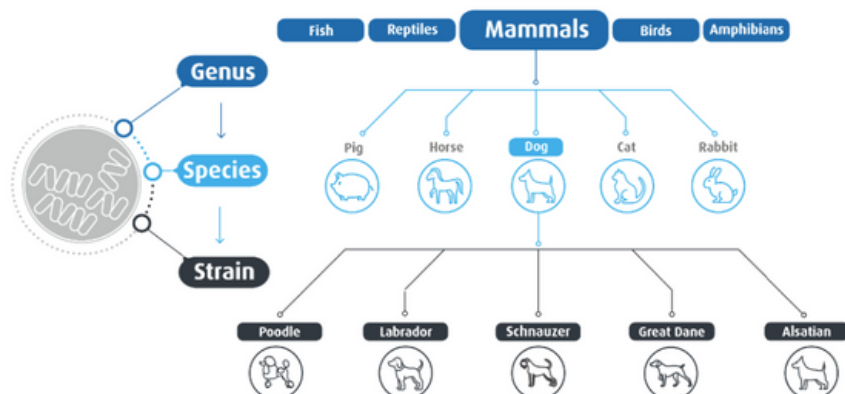 Fish
Reptiles
Mammals
Birds
Amphibians
Genus
Species
Strain
Pig
Horse
Dog
Cat
Rabbit
Poodle
Labrador
Schnauzer
Great Dane
Alsatian